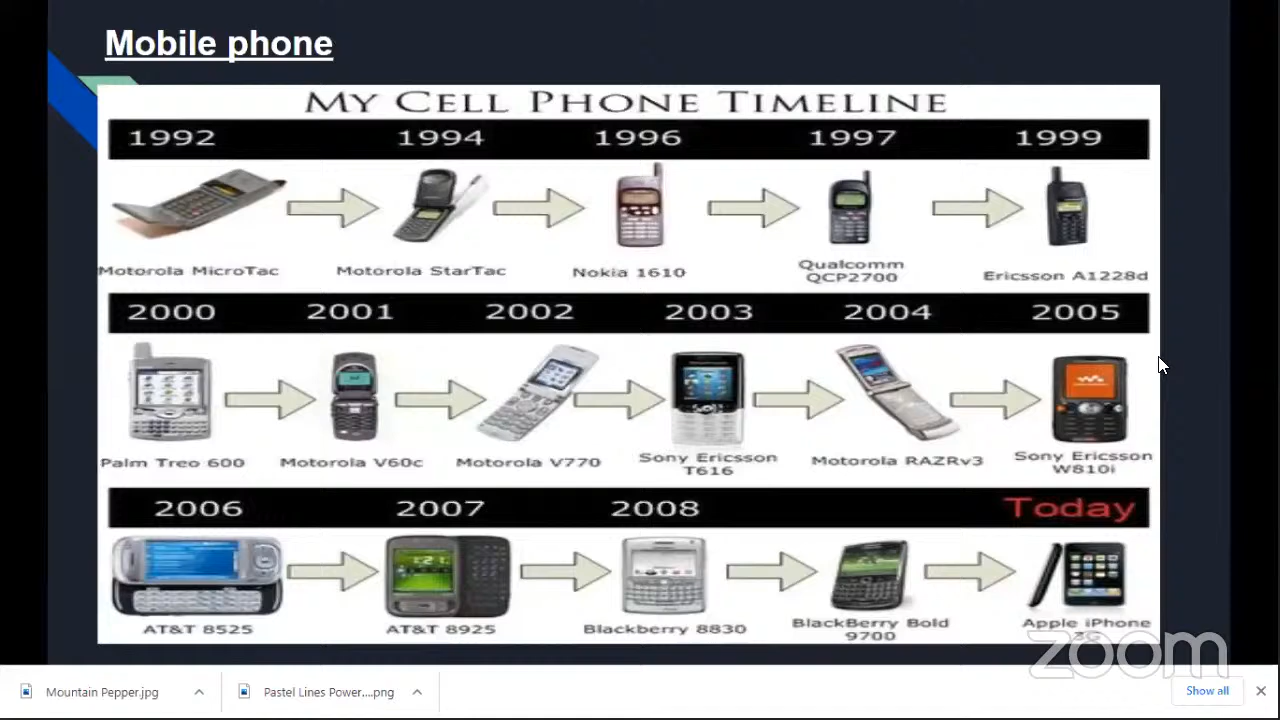 Mobile phone
MY CELL PHONE TIMELINE
1992 1994 1996 1997 1999
Motorola MicroTac Motorola StarTac Nokia 1610 Qualcomm QCP2700 Ericsson A1228d
2000 2001 2002 2003 2004 2005
Palm Treo 600 Motorola V60c Motorola V770 Sony Ericsson T616 Motorola RAZRv3 Sony Ericsson W810i
2006 2007 2008 Today
AT&T 8525 AT&T 8925 Blackberry 8830 BlackBerry Bold 9700 Apple iPhone 3G
zoom
Mountain Pepper.jpg Pastel Lines Power....png Show all